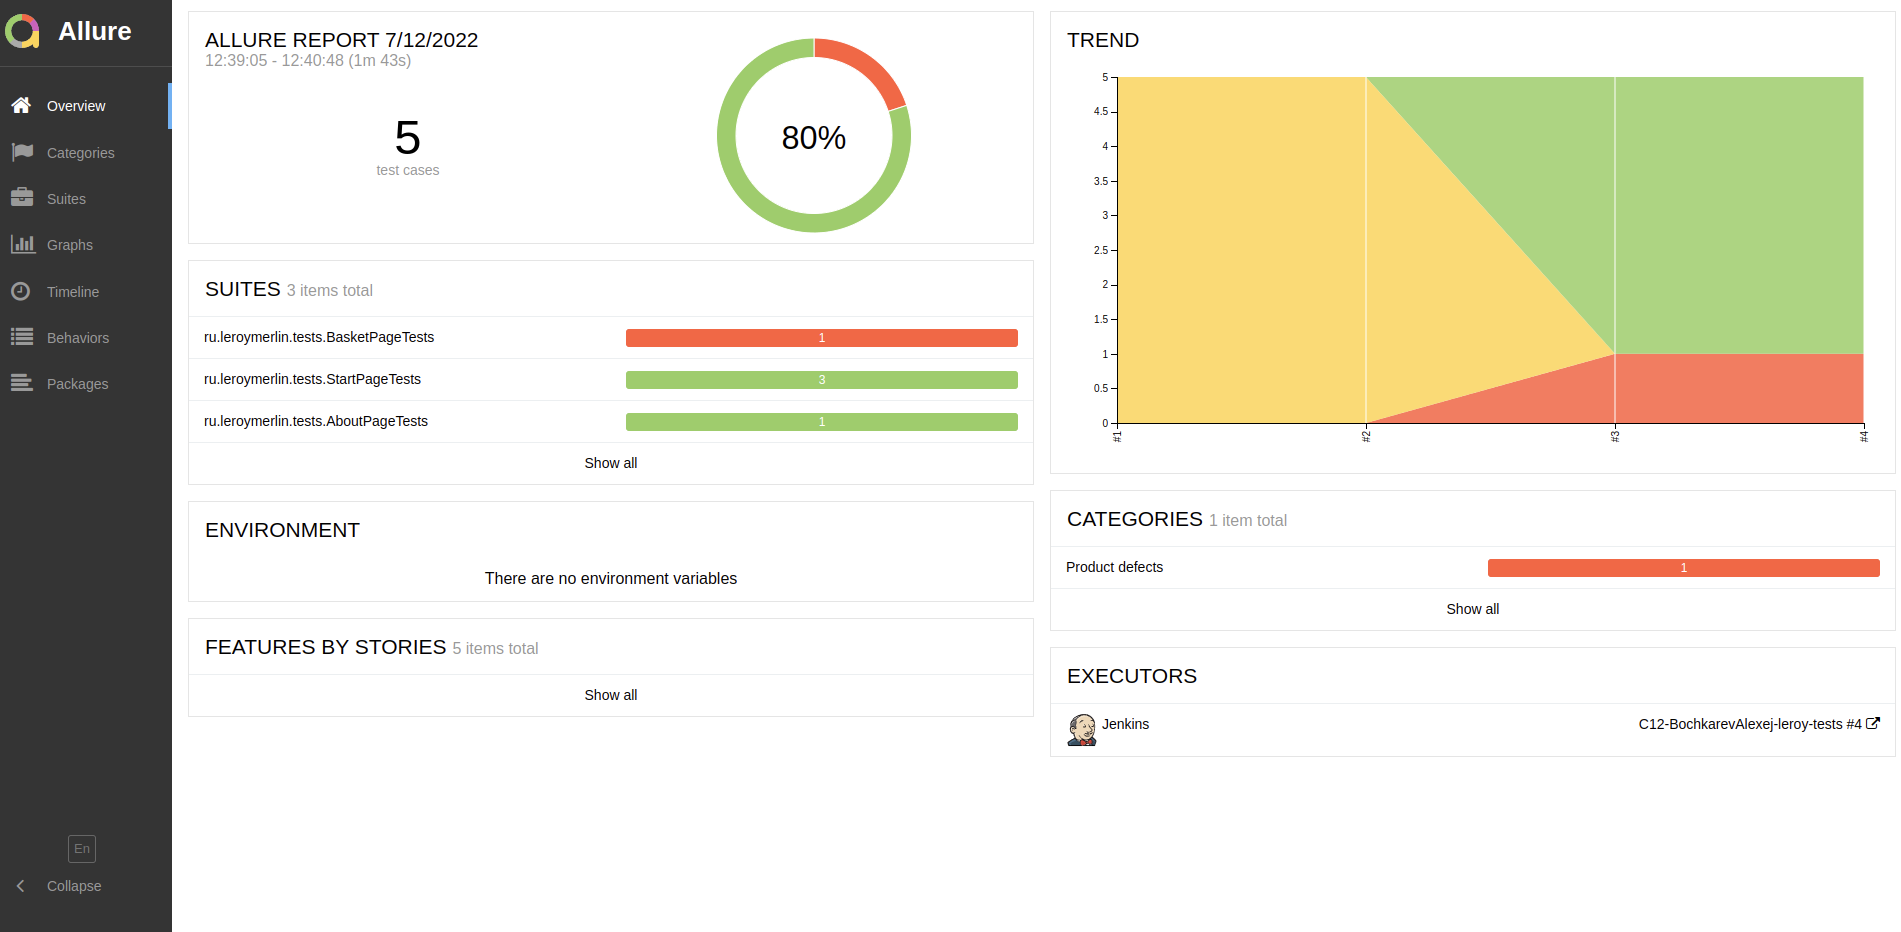 Allure
Overview
Categories
Suites
Graphs
Timeline
Behaviors
Packages
En
Collapse
ALLURE REPORT 7/12/2022
12:39:05 - 12:40:48 (1m 43s)
5
test cases
80%
SUITES 3 items total
ru.leroymerlin.tests.BasketPageTests 1
ru.leroymerlin.tests.StartPageTests 3
ru.leroymerlin.tests.AboutPageTests 1
Show all
ENVIRONMENT
There are no environment variables
FEATURES BY STORIES 5 items total
Show all
TREND
5
4.5
4
3.5
3
2.5
2
1.5
1
0.5
0
#1 #2 #3 #4
CATEGORIES 1 item total
Product defects 1
Show all
EXECUTORS
Jenkins C12-BochkarevAlexej-leroy-tests #4